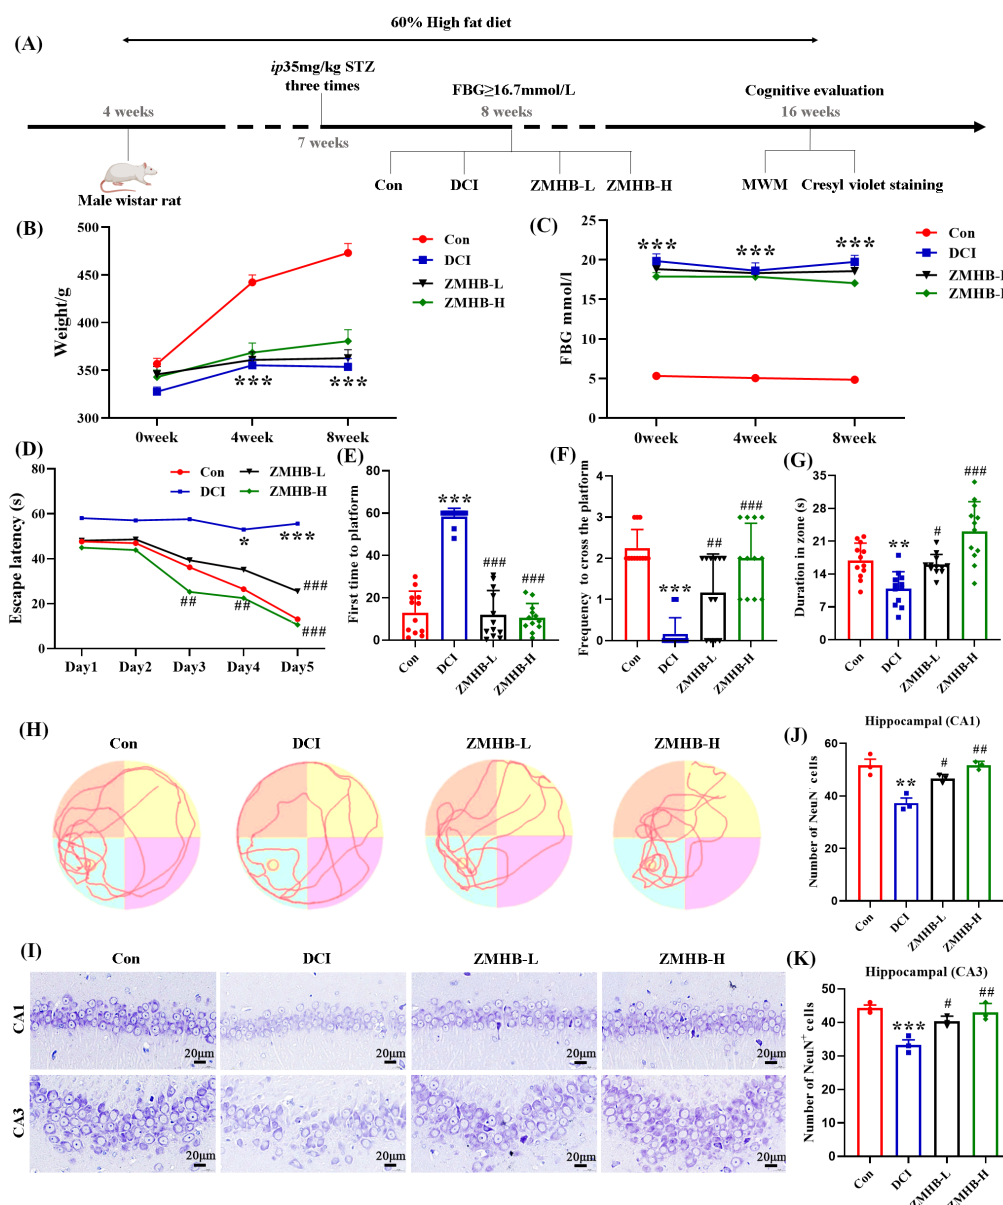 60% High fat diet
(A)
ip35mg/kg STZ
three times
FBG≥16.7mmol/L
Cognitive evaluation
4 weeks
8 weeks
16 weeks
7 weeks
Con
DCI
ZMHB-L
ZMHB-H
MWM
Cresyl violet staining
Male wistar rat
(B)
Weight/g
500
450
400
350
300
0week
4week
8week
***
***
Con
DCI
ZMHB-L
ZMHB-H
(C)
FBG mmol/l
25
20
15
10
5
0
0week
4week
8week
***
***
***
Con
DCI
ZMHB-L
ZMHB-
(D)
Escape latency (s)
80
60
40
20
0
Day1
Day2
Day3
Day4
Day5
Con
DCI
ZMHB-L
ZMHB-H
*
***
##
##
###
###
(E)
First time to platform
80
60
40
20
0
***
###
###
Con
DCI
ZMHB-L
ZMHB-H
(F)
Frequency to cross the platform
4
3
2
1
0
***
##
###
Con
DCI
ZMHB-L
ZMHB-H
(G)
Duration in zone (s)
35
28
21
14
7
0
**
#
###
Con
DCI
ZMHB-L
ZMHB-H
(H)
Con
DCI
ZMHB-L
ZMHB-H
(J)
Hippocampal (CA1)
Number of NeuN cells
60
40
20
0
**
#
##
Con
DCI
ZMHB-L
ZMHB-H
(I)
Con
DCI
ZMHB-L
ZMHB-H
CA1
20μm
20μm
20μm
20μm
CA3
20μm
20μm
20μm
20μm
(K)
Hippocampal (CA3)
Number of NeuN⁺ cells
50
40
30
20
10
0
***
#
##
Con
DCI
ZMHB-L
ZMHB-H